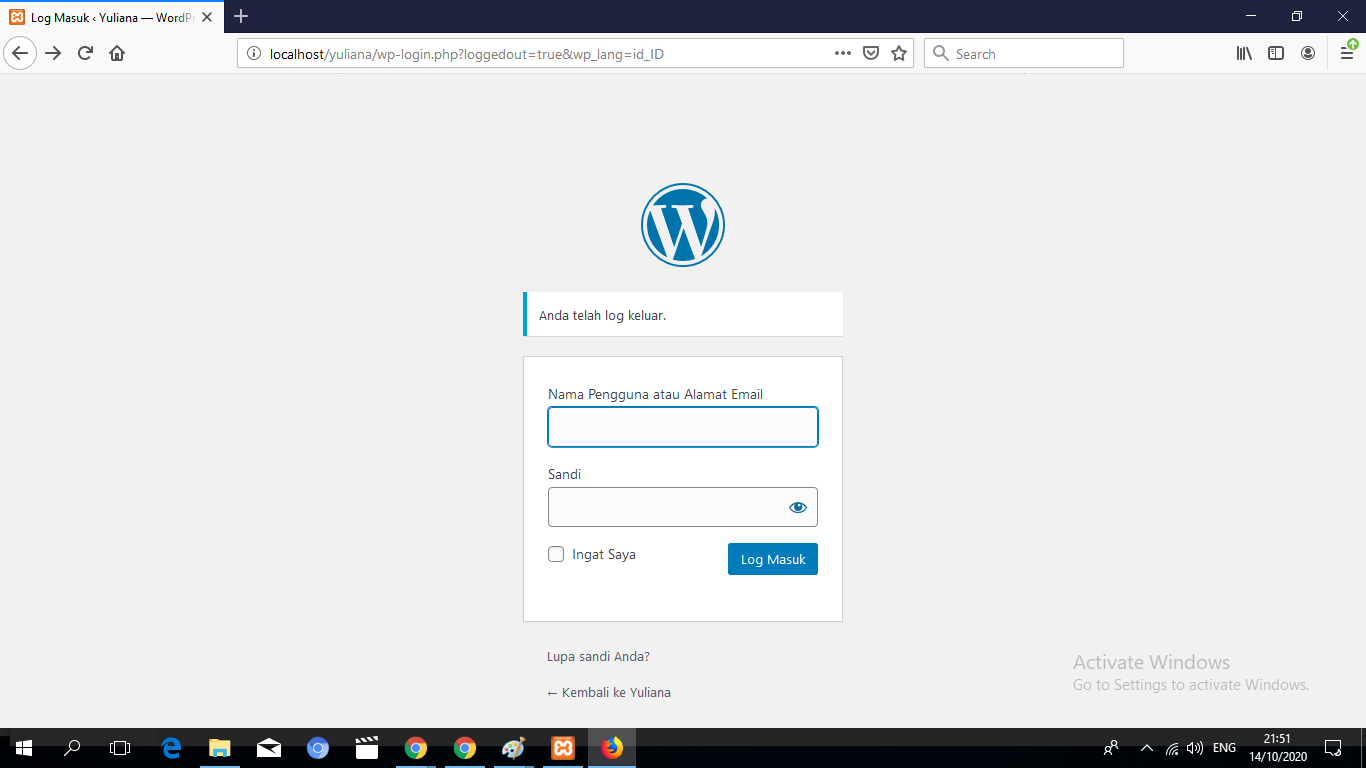 Log Masuk ‹ Yuliana — WordPr
localhost/yuliana/wp-login.php?loggedout=true&wp_lang=id_ID
Search
Anda telah log keluar.
Nama Pengguna atau Alamat Email
Sandi
Ingat Saya
Log Masuk
Lupa sandi Anda?
← Kembali ke Yuliana
Activate Windows
Go to Settings to activate Windows.
ENG
21:51
14/10/2020